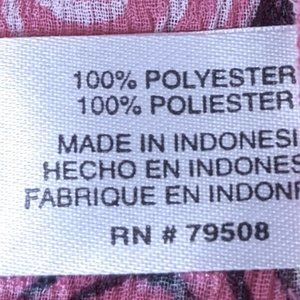 100% POLYESTER
100% POLIESTER
MADE IN INDONESI
HECHO EN INDONES
FABRIQUE EN INDON
RN # 79508